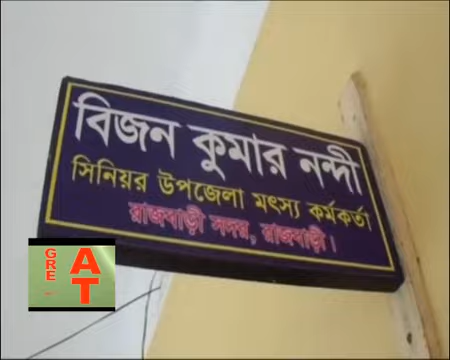 বিজন কুমার নন্দী
সিনিয়র উপজেলা মৎস্য কর্মকর্তা
রাজবাড়ী সদর, রাজবাড়ী।
GRE
AT